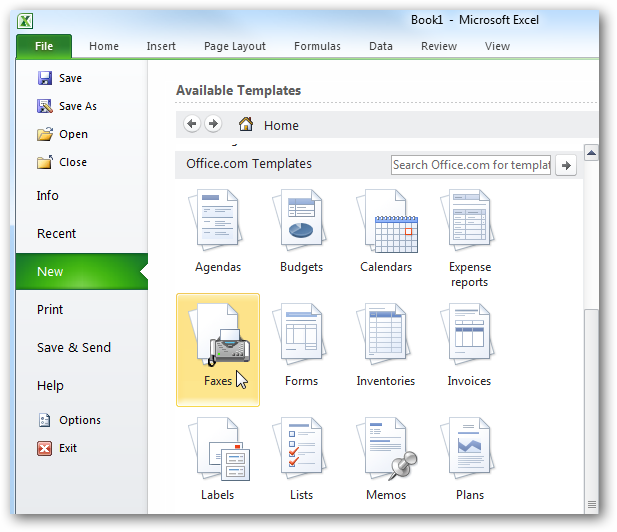 Book1 - Microsoft Excel
File Home Insert Page Layout Formulas Data Review View
Save
Save As
Open
Close
Info
Recent
New
Print
Save & Send
Help
Options
Exit
Available Templates
Home
Office.com Templates
Search Office.com for templat
Agendas Budgets Calendars Expense
reports
Faxes Forms Inventories Invoices
Labels Lists Memos Plans